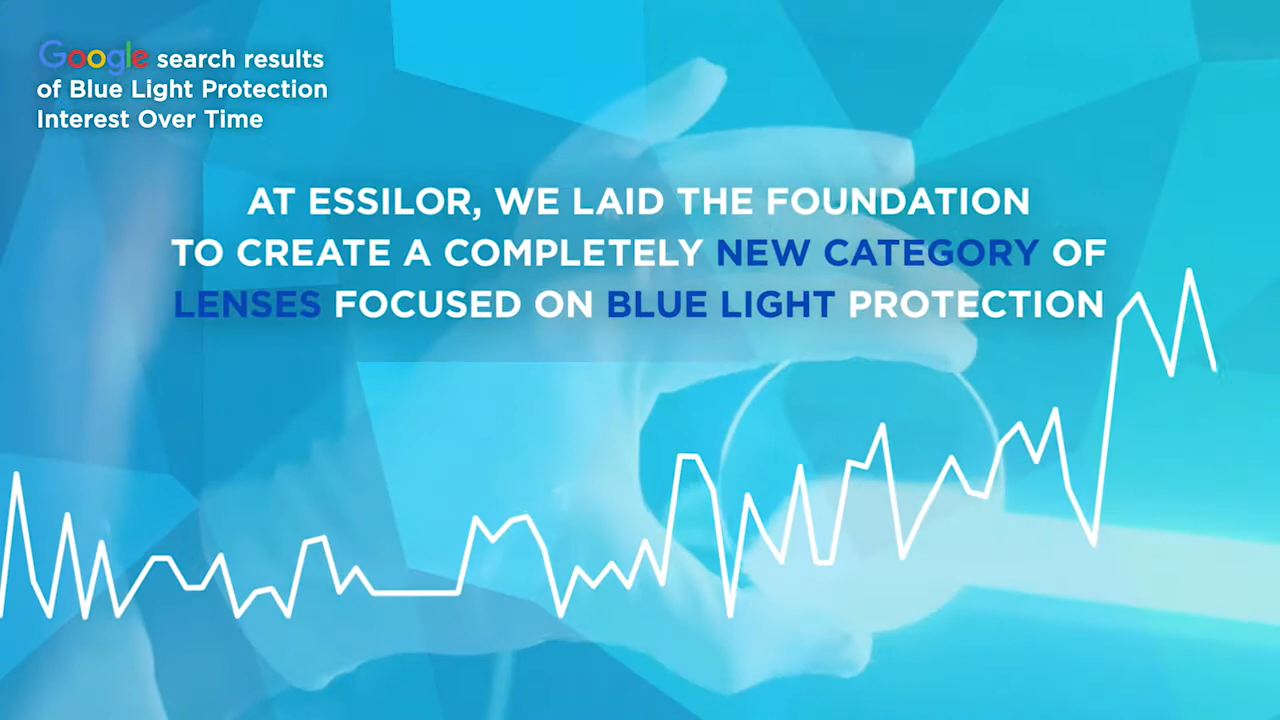 Google search results
of Blue Light Protection
Interest Over Time
AT ESSILOR, WE LAID THE FOUNDATION
TO CREATE A COMPLETELY NEW CATEGORY OF
LENSES FOCUSED ON BLUE LIGHT PROTECTION